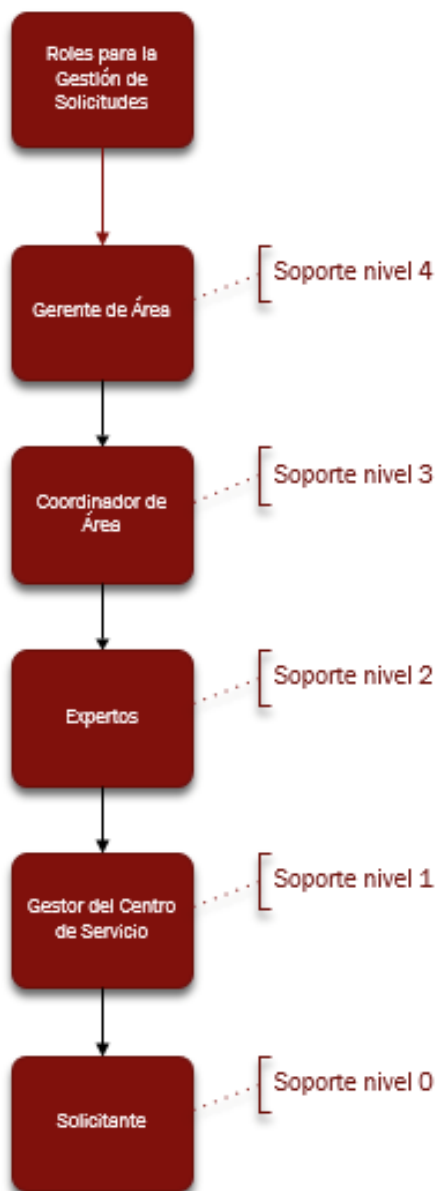 Roles para la
Gestión de
Solicitudes
Gerente de Área
Soporte nivel 4
Coordinador de
Área
Soporte nivel 3
Expertos
Soporte nivel 2
Gestor del Centro
de Servicio
Soporte nivel 1
Solicitante
Soporte nivel 0